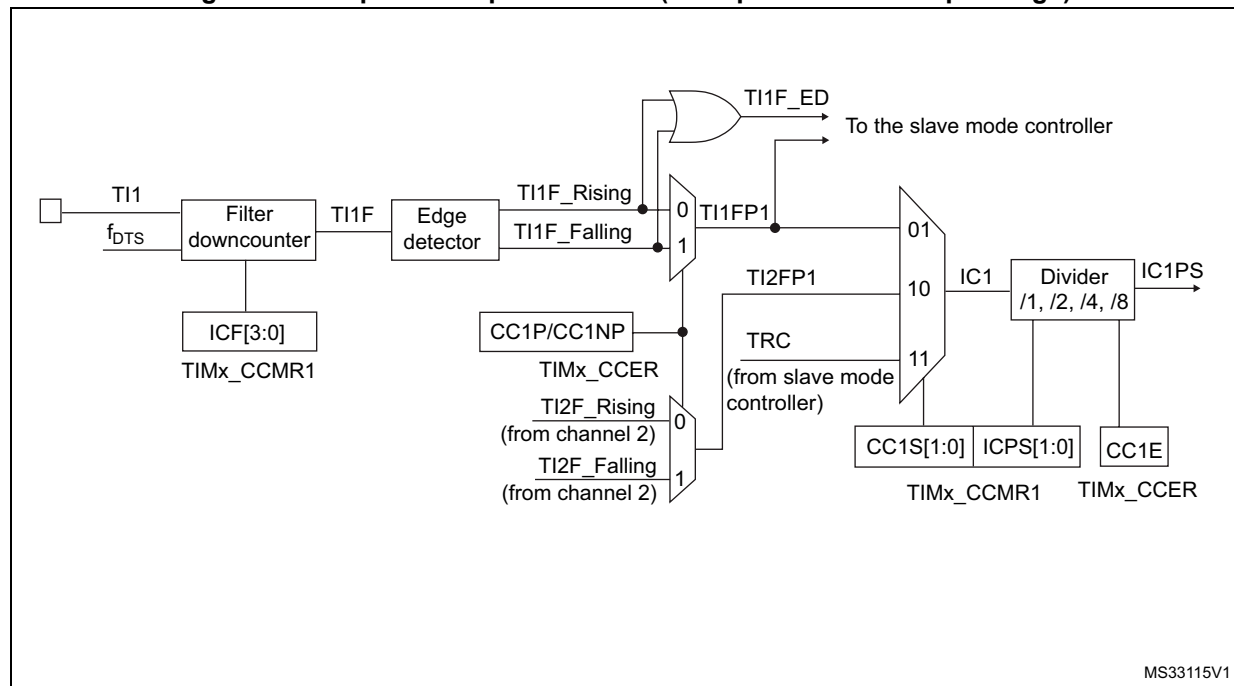 TI1F_ED
To the slave mode controller
TI1
f_DTS
Filter
downcounter
TI1F
Edge
detector
TI1F_Rising
TI1F_Falling
0
1
TI1FP1
01
TI2FP1
10
IC1
Divider
/1, /2, /4, /8
IC1PS
ICF[3:0]
TIMx_CCMR1
CC1P/CC1NP
TIMx_CCER
TRC
11
(from slave mode
controller)
TI2F_Rising
(from channel 2)
0
TI2F_Falling
(from channel 2)
1
CC1S[1:0]
ICPS[1:0]
CC1E
TIMx_CCMR1
TIMx_CCER
MS33115V1